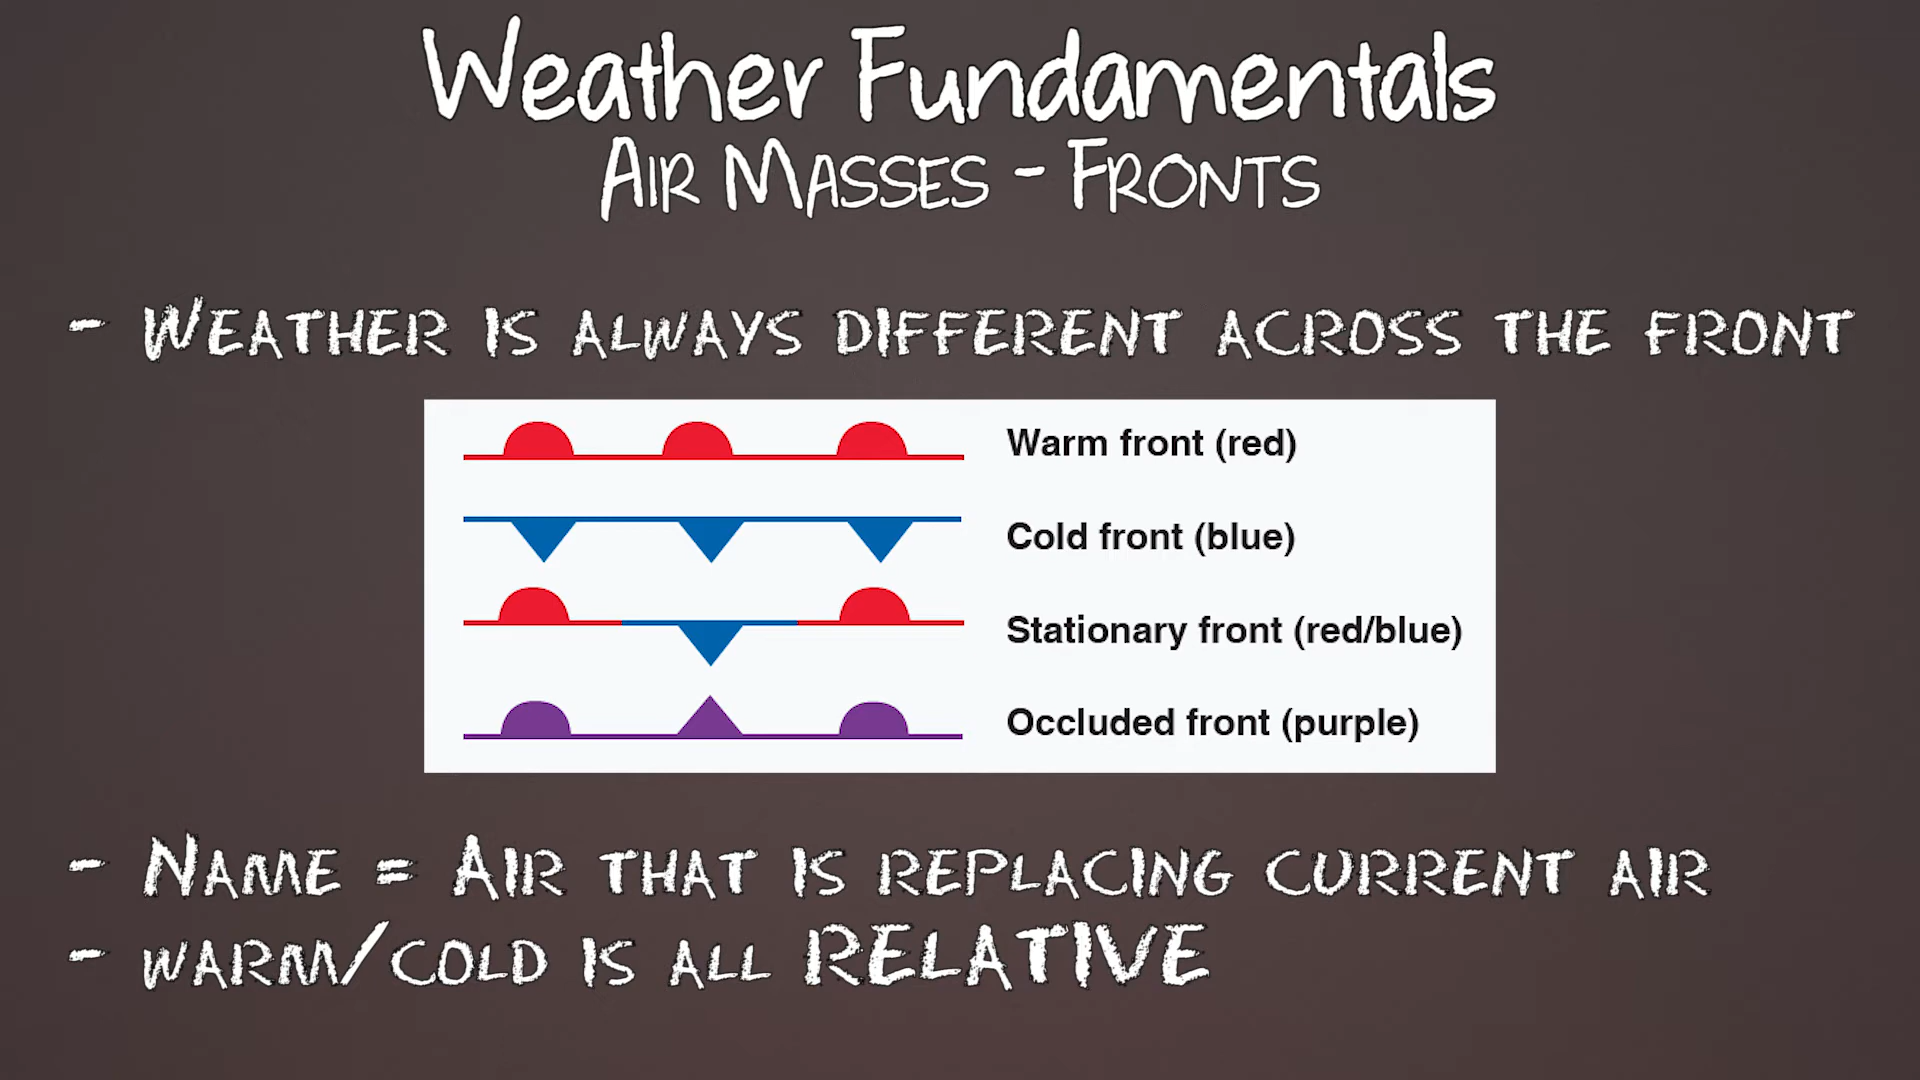 Weather Fundamentals
Air Masses - Fronts
- Weather is always different across the front
Warm front (red)
Cold front (blue)
Stationary front (red/blue)
Occluded front (purple)
- Name = Air that is replacing current air
- warm/cold is all RELATIVE